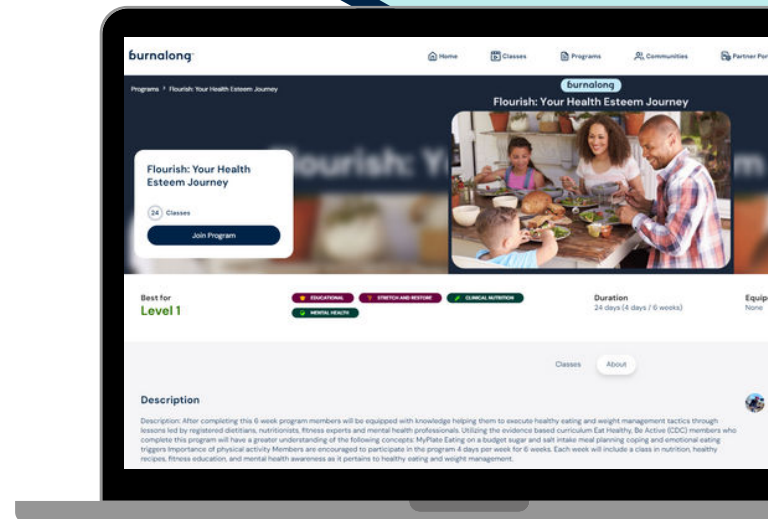 burnalong
Home
Classes
Programs
Communities
Partner Por
Programs > Flourish: Your Health Esteem Journey
burnalong
Flourish: Your Health Esteem Journey
Flourish: Your Health
Esteem Journey
24 Classes
Join Program
Best for
Level 1
EDUCATIONAL
STRETCH AND RESTORE
CLINICAL NUTRITION
MENTAL HEALTH
Duration
24 days (4 days / 6 weeks)
Equip
None
Classes
About
Description
Description: After completing this 6 week program members will be equipped with knowledge helping them to execute healthy eating and weight management tactics through
lessons led by registered dietitians, nutritionists, fitness experts and mental health professionals. Utilizing the evidence based curriculum Eat Healthy, Be Active (CDC) members who
complete this program will have a greater understanding of the following concepts: MyPlate Eating on a budget sugar and salt intake meal planning coping and emotional eating
triggers Importance of physical activity Members are encouraged to participate in the program 4 days per week for 6 weeks. Each week will include a class in nutrition, healthy
recipes, fitness education, and mental health awareness as it pertains to healthy eating and weight management.